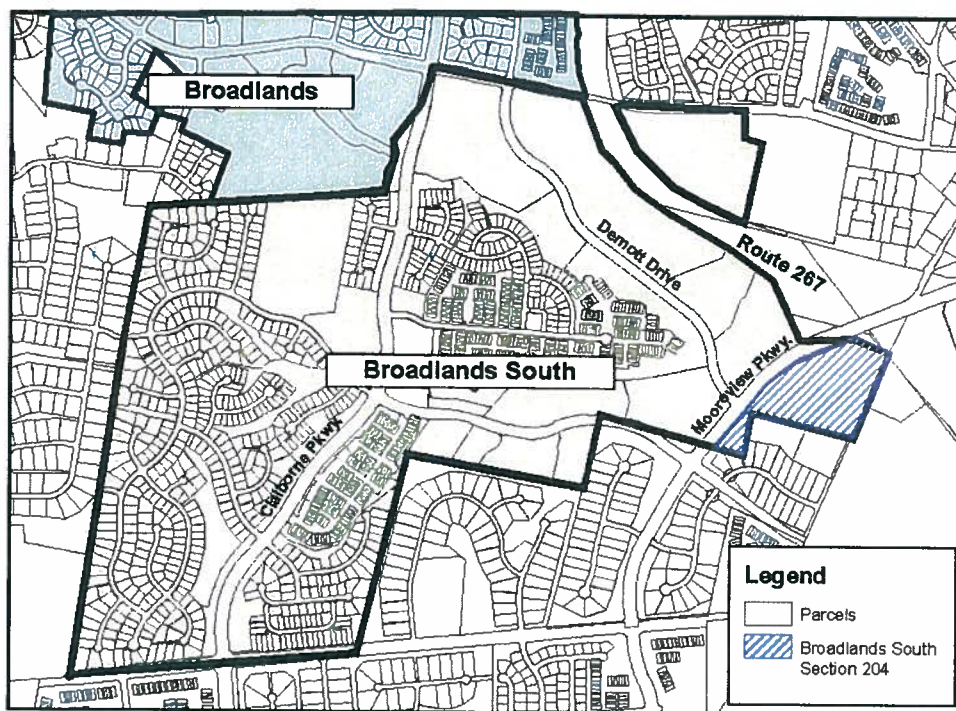 Broadlands
Route 267
Demott Drive
Broadlands South
Mooreview Pkwy.
Claiborne Pkwy.
Legend
Parcels
Broadlands South
Section 204